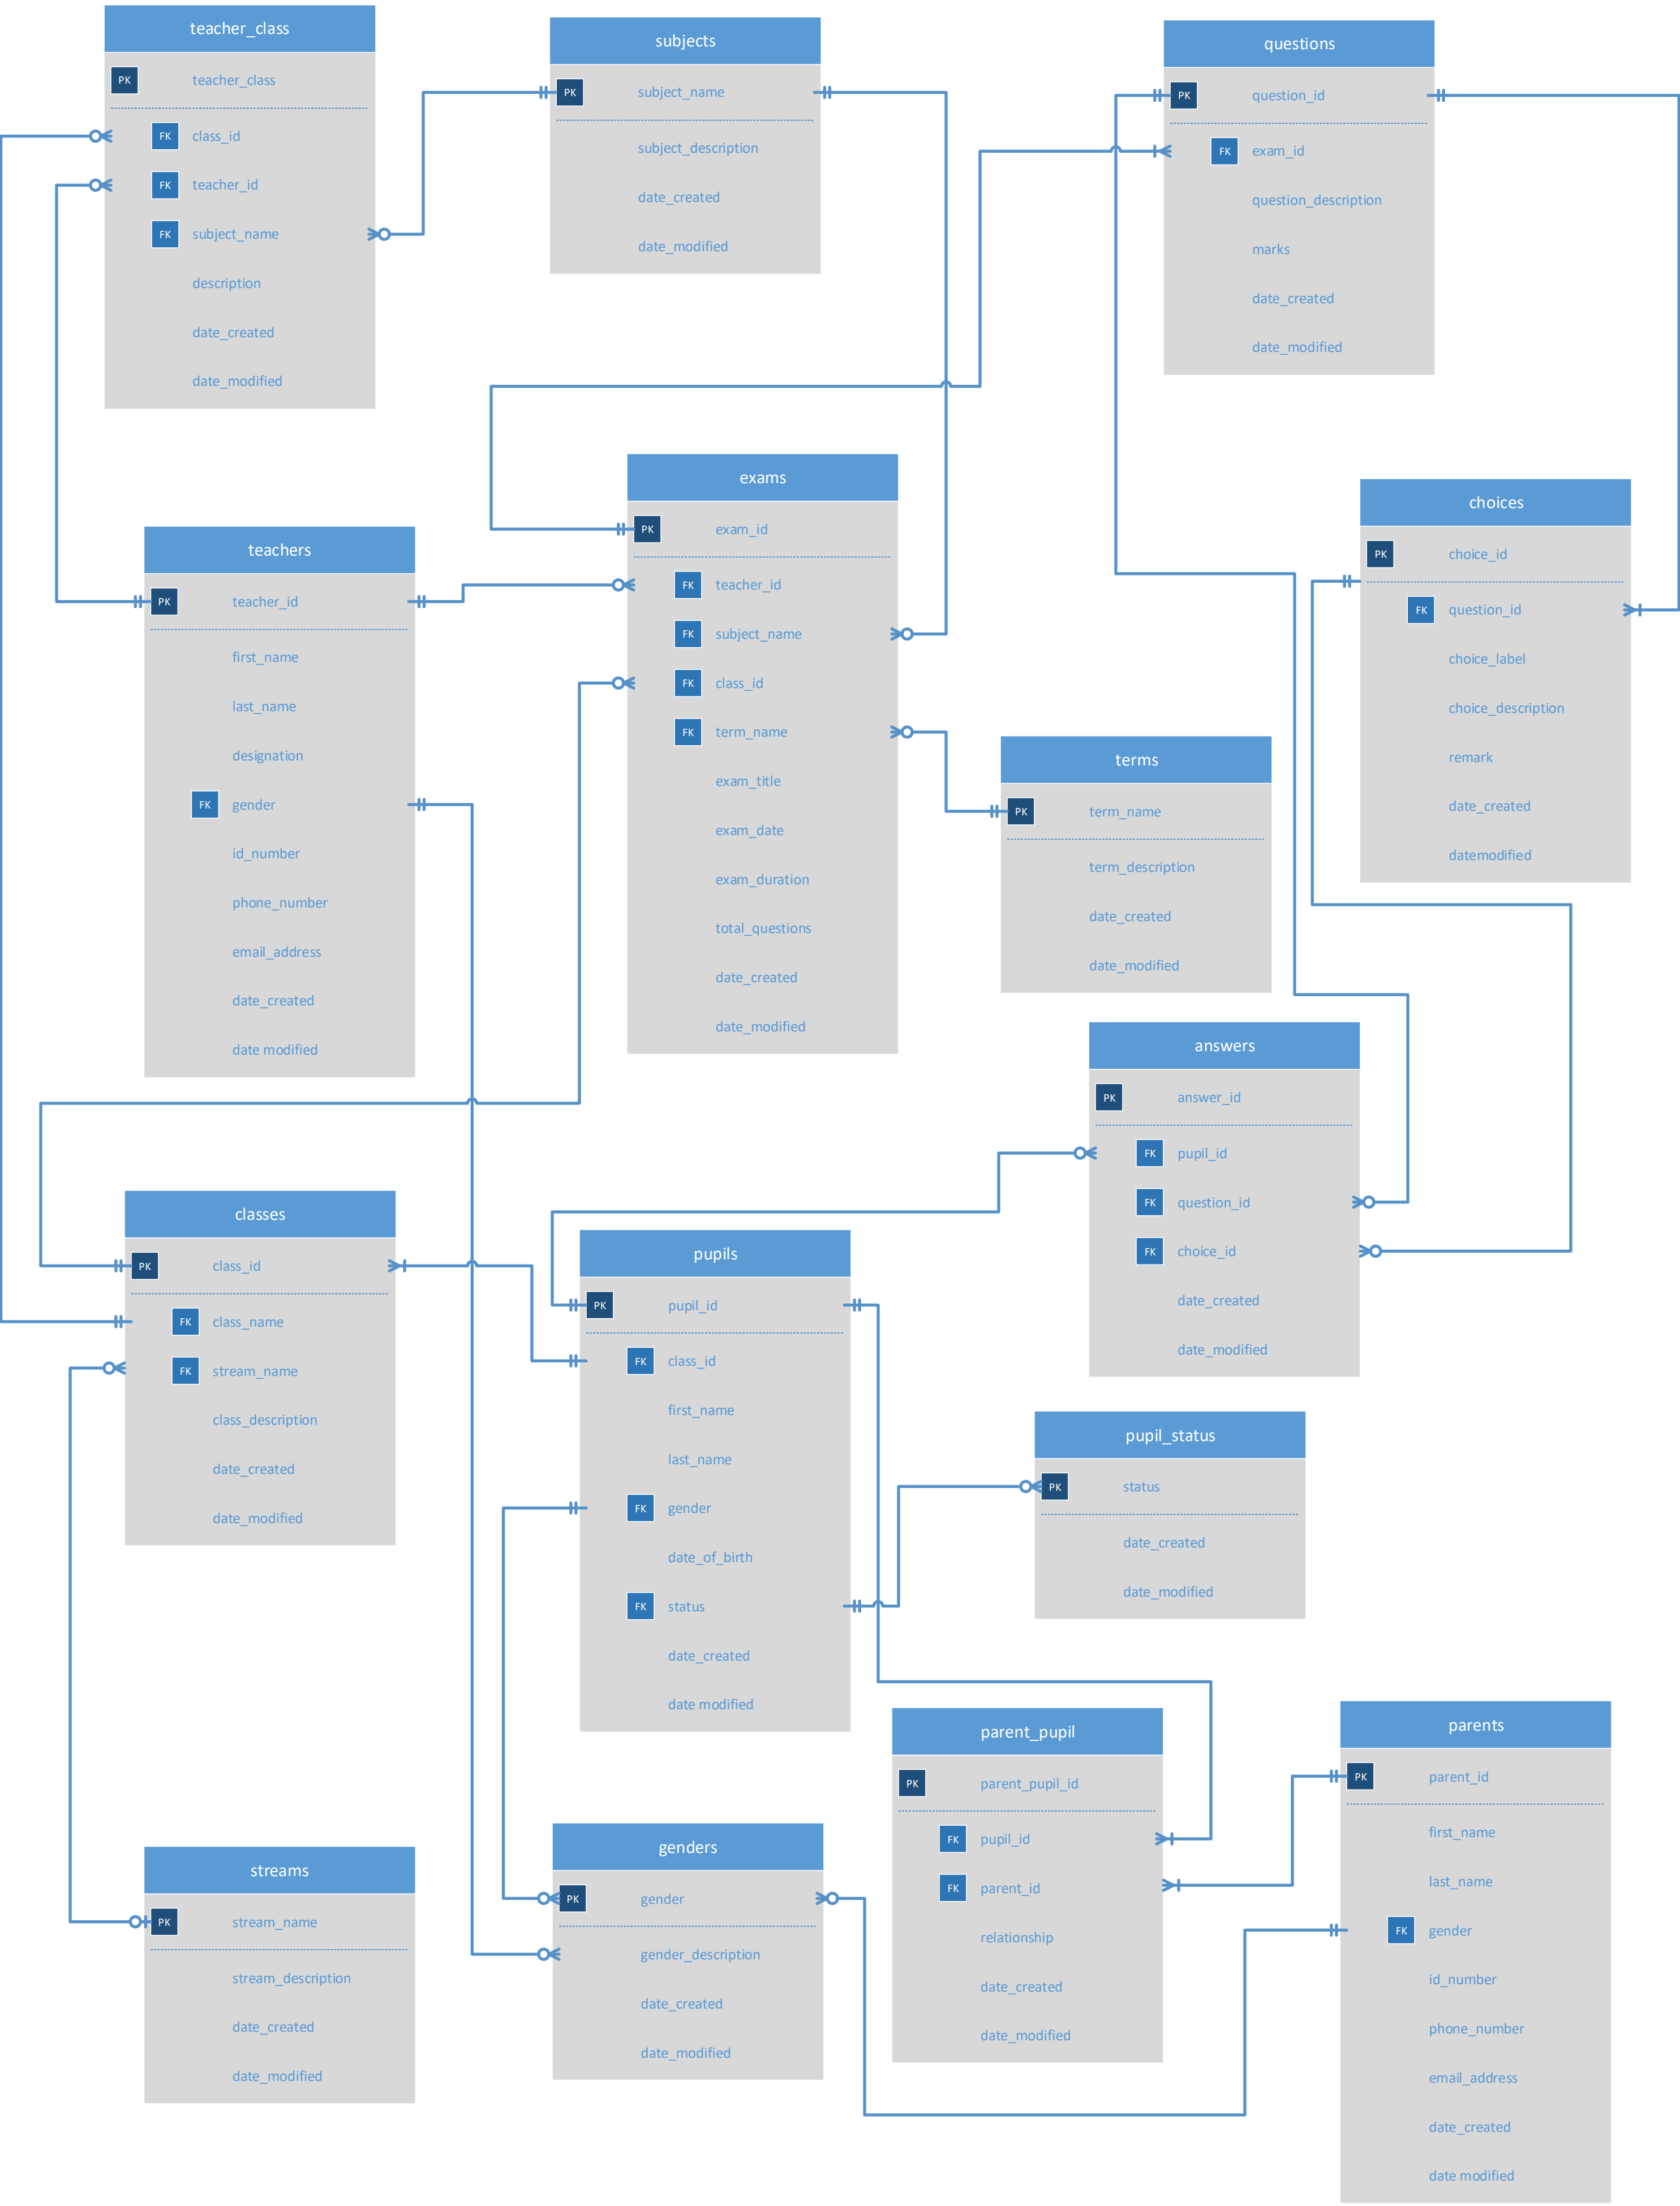 teacher_class
PK teacher_class
FK class_id
FK teacher_id
FK subject_name
description
date_created
date_modified
subjects
PK subject_name
subject_description
date_created
date_modified
questions
PK question_id
FK exam_id
question_description
marks
date_created
date_modified
exams
PK exam_id
FK teacher_id
FK subject_name
FK class_id
FK term_name
exam_title
exam_date
exam_duration
total_questions
date_created
date_modified
choices
PK choice_id
FK question_id
choice_label
choice_description
remark
date_created
datemodified
teachers
PK teacher_id
first_name
last_name
designation
FK gender
id_number
phone_number
email_address
date_created
date modified
terms
PK term_name
term_description
date_created
date_modified
answers
PK answer_id
FK pupil_id
FK question_id
FK choice_id
date_created
date_modified
classes
PK class_id
FK class_name
FK stream_name
class_description
date_created
date_modified
pupils
PK pupil_id
FK class_id
first_name
last_name
FK gender
date_of_birth
FK status
date_created
date modified
pupil_status
PK status
date_created
date_modified
parent_pupil
PK parent_pupil_id
FK pupil_id
FK parent_id
relationship
date_created
date_modified
parents
PK parent_id
first_name
last_name
FK gender
id_number
phone_number
email_address
date_created
date modified
streams
PK stream_name
stream_description
date_created
date_modified
genders
PK gender
gender_description
date_created
date_modified